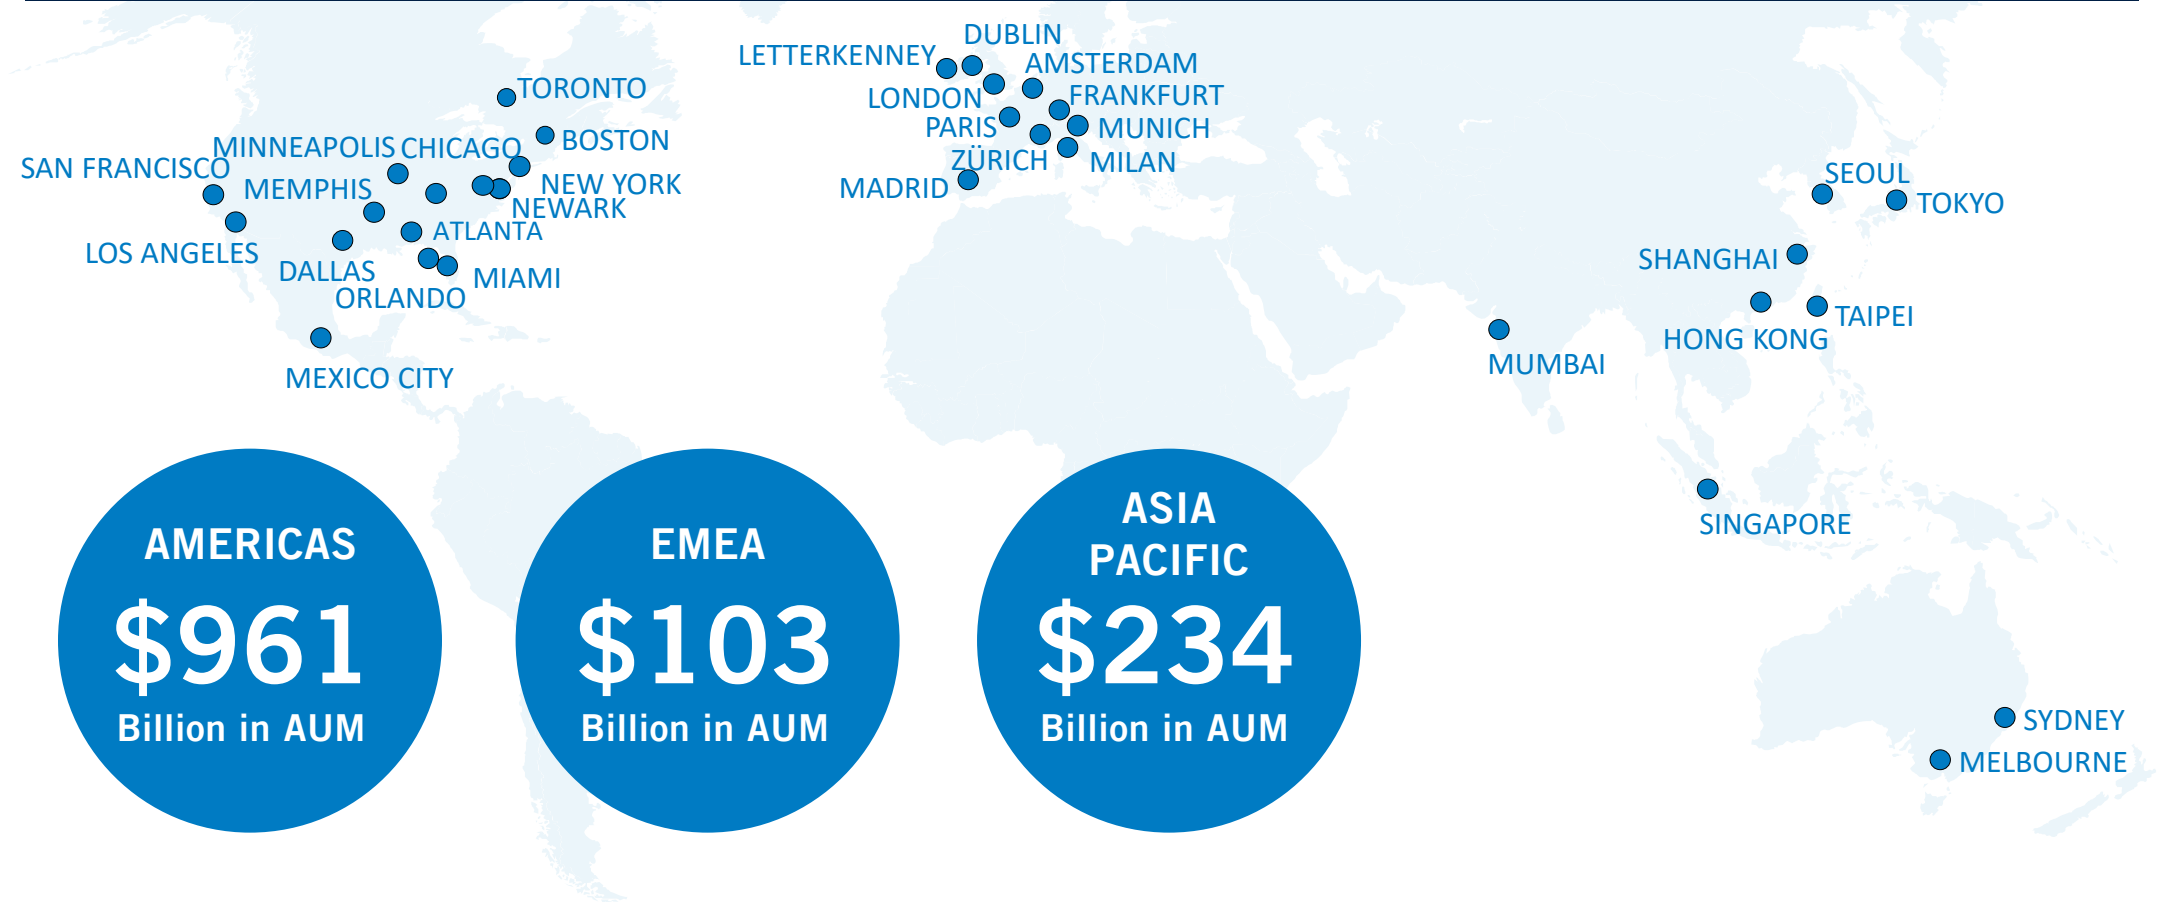 DUBLIN
LETTERKENNEY
AMSTERDAM
TORONTO
LONDON
FRANKFURT
PARIS
MUNICH
BOSTON
MINNEAPOLIS
CHICAGO
ZÜRICH
MILAN
SAN FRANCISCO
MEMPHIS
NEW YORK
MADRID
NEWARK
SEOUL
TOKYO
ATLANTA
LOS ANGELES
DALLAS
MIAMI
ORLANDO
SHANGHAI
TAIPEI
HONG KONG
MUMBAI
MEXICO CITY
SINGAPORE
AMERICAS
$961
Billion in AUM
EMEA
$103
Billion in AUM
ASIA
PACIFIC
$234
Billion in AUM
SYDNEY
MELBOURNE